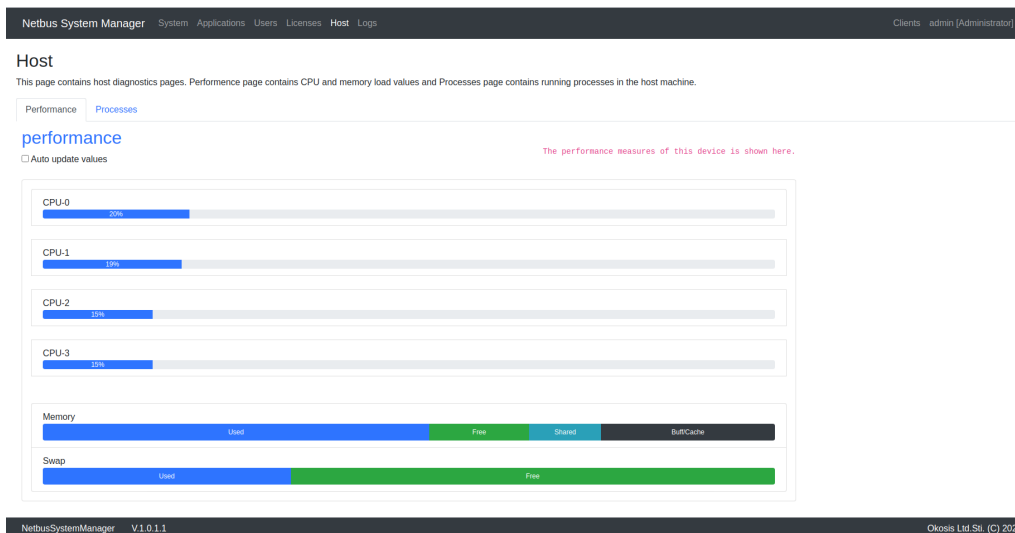 Netbus System Manager System Applications Users Licenses Host Logs Clients admin [Administrator]
Host
This page contains host diagnostics pages. Performence page contains CPU and memory load values and Processes page contains running processes in the host machine.
Performance Processes
performance
The performance measures of this device is shown here.
Auto update values
CPU-0
20%
CPU-1
19%
CPU-2
15%
CPU-3
15%
Memory
Used Free Shared Buff/Cache
Swap
Used Free
NetbusSystemManager V.1.0.1.1 Okosis Ltd.Sti. (C) 202